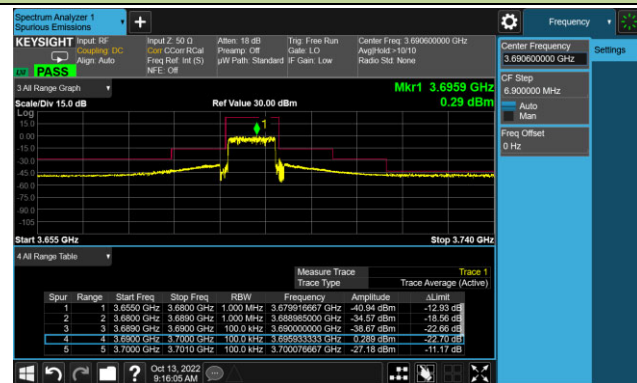 Spectrum Analyzer 1
Spurious Emissions
Frequency
KEYSIGHT Input: RF
Coupling: DC
Align: Auto
Input Z: 50 Ω
Corr CCorr RCal
Freq Ref: Int (S)
NFE: Off
Atten: 18 dB
Preamp: Off
µW Path: Standard
Trig: Free Run
Gate: LO
IF Gain: Low
Center Freq: 3.690600000 GHz
Avg|Hold:>10/10
Radio Std: None
PASS
Center Frequency
3.690600000 GHz
Settings
CF Step
6.900000 MHz
Auto
Man
Freq Offset
0 Hz
3 All Range Graph
Mkr1 3.6959 GHz
0.29 dBm
Scale/Div 15.0 dB
Ref Value 30.00 dBm
Log
15.0
0.00
-15.0
-30.0
-45.0
-60.0
-75.0
-90.0
-105
1
Start 3.655 GHz
Stop 3.740 GHz
4 All Range Table
Measure Trace Trace 1
Trace Type Trace Average (Active)
Spur Range Start Freq Stop Freq RBW Frequency Amplitude ΔLimit
1 1 3.6550 GHz 3.6800 GHz 1.000 MHz 3.679916667 GHz -40.94 dBm -12.93 dB
2 2 3.6800 GHz 3.6890 GHz 1.000 MHz 3.688985000 GHz -34.57 dBm -18.56 dB
3 3 3.6890 GHz 3.6900 GHz 100.0 kHz 3.690000000 GHz -38.67 dBm -22.66 dB
4 4 3.6900 GHz 3.7000 GHz 100.0 kHz 3.695933333 GHz 0.289 dBm -22.70 dB
5 5 3.7000 GHz 3.7010 GHz 100.0 kHz 3.700076667 GHz -27.18 dBm -11.17 dB
Oct 13, 2022
9:16:05 AM